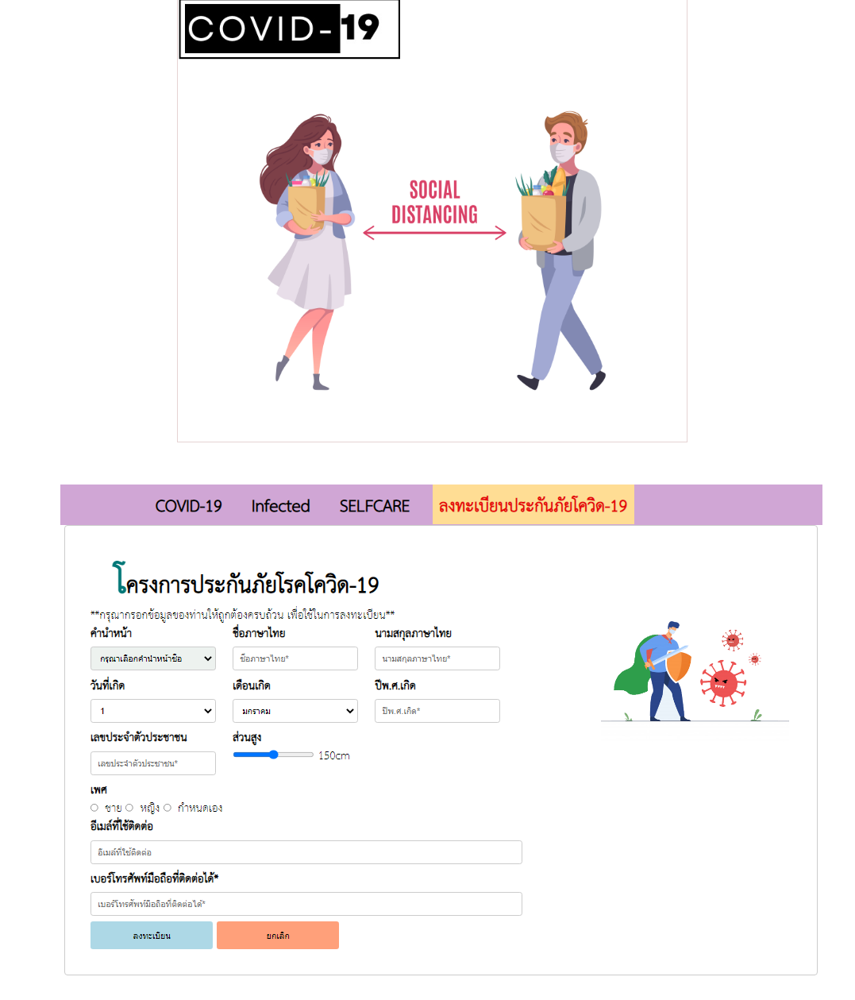 COVID-19
SOCIAL
DISTANCING
COVID-19 Infected SELFCARE ลงทะเบียนประกันภัยโควิด-19
โครงการประกันภัยโรคโควิด-19
**กรุณากรอกข้อมูลของท่านให้ถูกต้องครบถ้วน เพื่อใช้ในการลงทะเบียน**
คำนำหน้า ชื่อภาษาไทย นามสกุลภาษาไทย
กรุณาเลือกคำนำหน้าชื่อ ชื่อภาษาไทย* นามสกุลภาษาไทย*
วันที่เกิด เดือนเกิด ปีพ.ศ.เกิด
1 มกราคม ปีพ.ศ.เกิด*
เลขประจำตัวประชาชน ส่วนสูง
เลขประจำตัวประชาชน* 150cm
เพศ
ชาย หญิง กำหนดเอง
อีเมล์ที่ใช้ติดต่อ
อีเมล์ที่ใช้ติดต่อ
เบอร์โทรศัพท์มือถือที่ติดต่อได้*
เบอร์โทรศัพท์มือถือที่ติดต่อได้*
ลงทะเบียน ยกเลิก